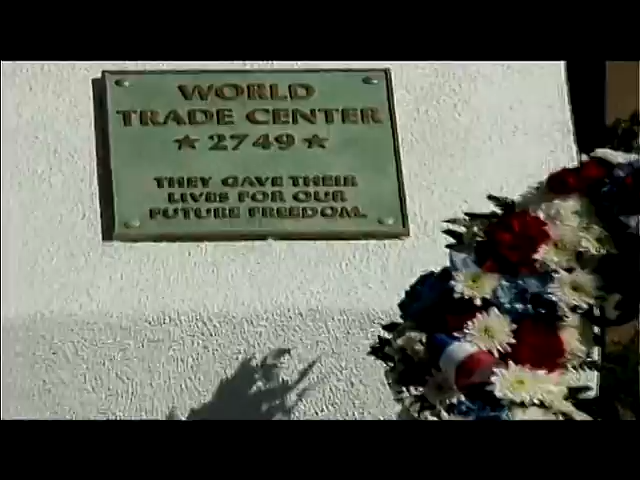 WORLD
TRADE CENTER
★2749★
THEY GAVE THEIR
LIVES FOR OUR
FUTURE FREEDOM.